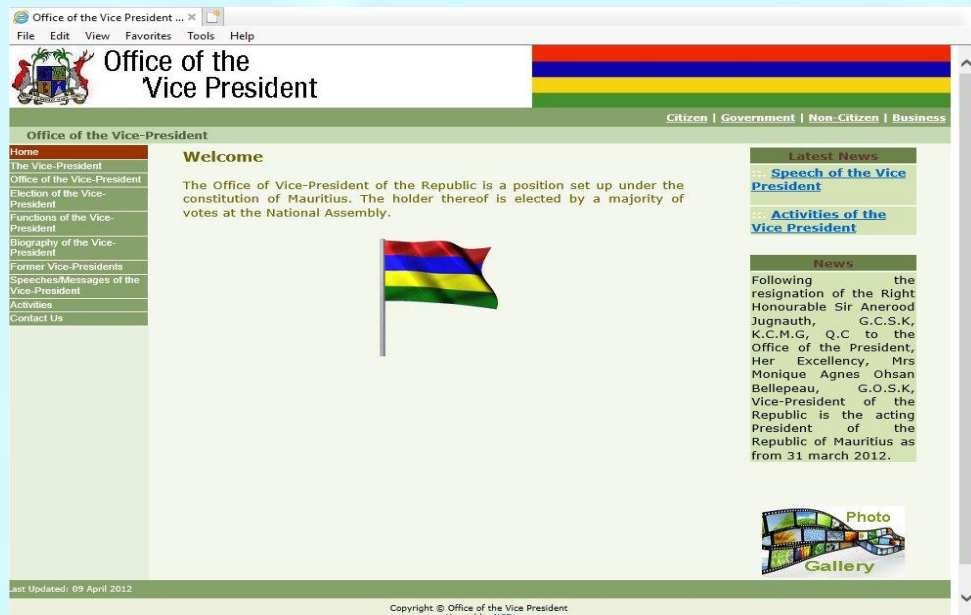 Office of the Vice President ...
File Edit View Favorites Tools Help
Office of the
Vice President
Citizen | Government | Non-Citizen | Business
Office of the Vice-President
Home
The Vice-President
Office of the Vice-President
Election of the Vice-
President
Functions of the Vice-
President
Biography of the Vice-
President
Former Vice-Presidents
Speeches/Messages of the
Vice-President
Activities
Contact Us
Welcome
The Office of Vice-President of the Republic is a position set up under the
constitution of Mauritius. The holder thereof is elected by a majority of
votes at the National Assembly.
Latest News
::. Speech of the Vice
President
::. Activities of the
Vice President
News
Following the
resignation of the Right
Honourable Sir Anerood
Jugnauth, G.C.S.K,
K.C.M.G, Q.C to the
Office of the President,
Her Excellency, Mrs
Monique Agnes Ohsan
Bellepeau, G.O.S.K,
Vice-President of the
Republic is the acting
President of the
Republic of Mauritius as
from 31 march 2012.
Photo
Gallery
Last Updated: 09 April 2012
Copyright © Office of the Vice President